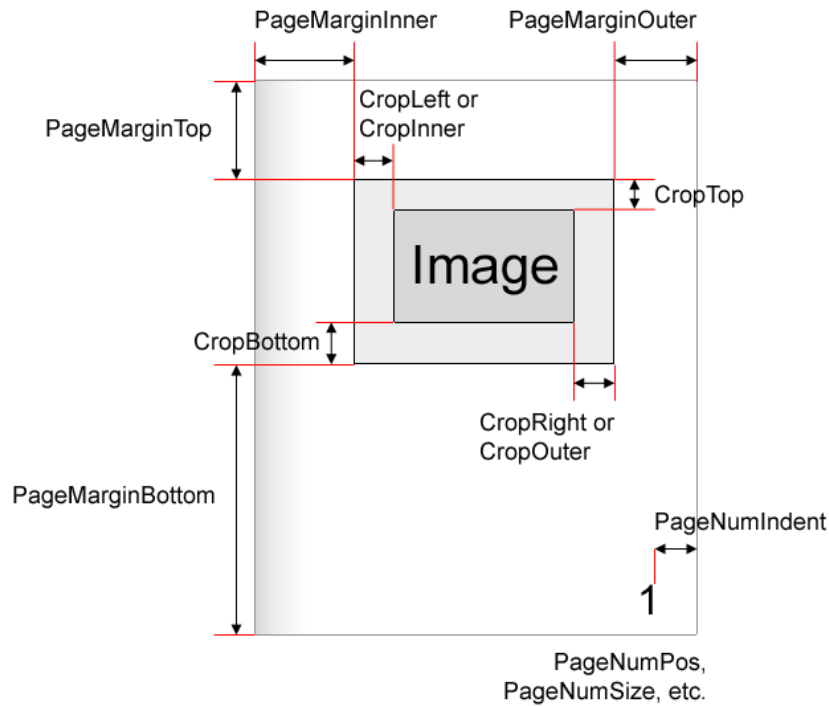 PageMarginInner
PageMarginOuter
CropLeft or
CropInner
PageMarginTop
CropTop
Image
CropBottom
CropRight or
CropOuter
PageMarginBottom
PageNumIndent
1
PageNumPos,
PageNumSize, etc.